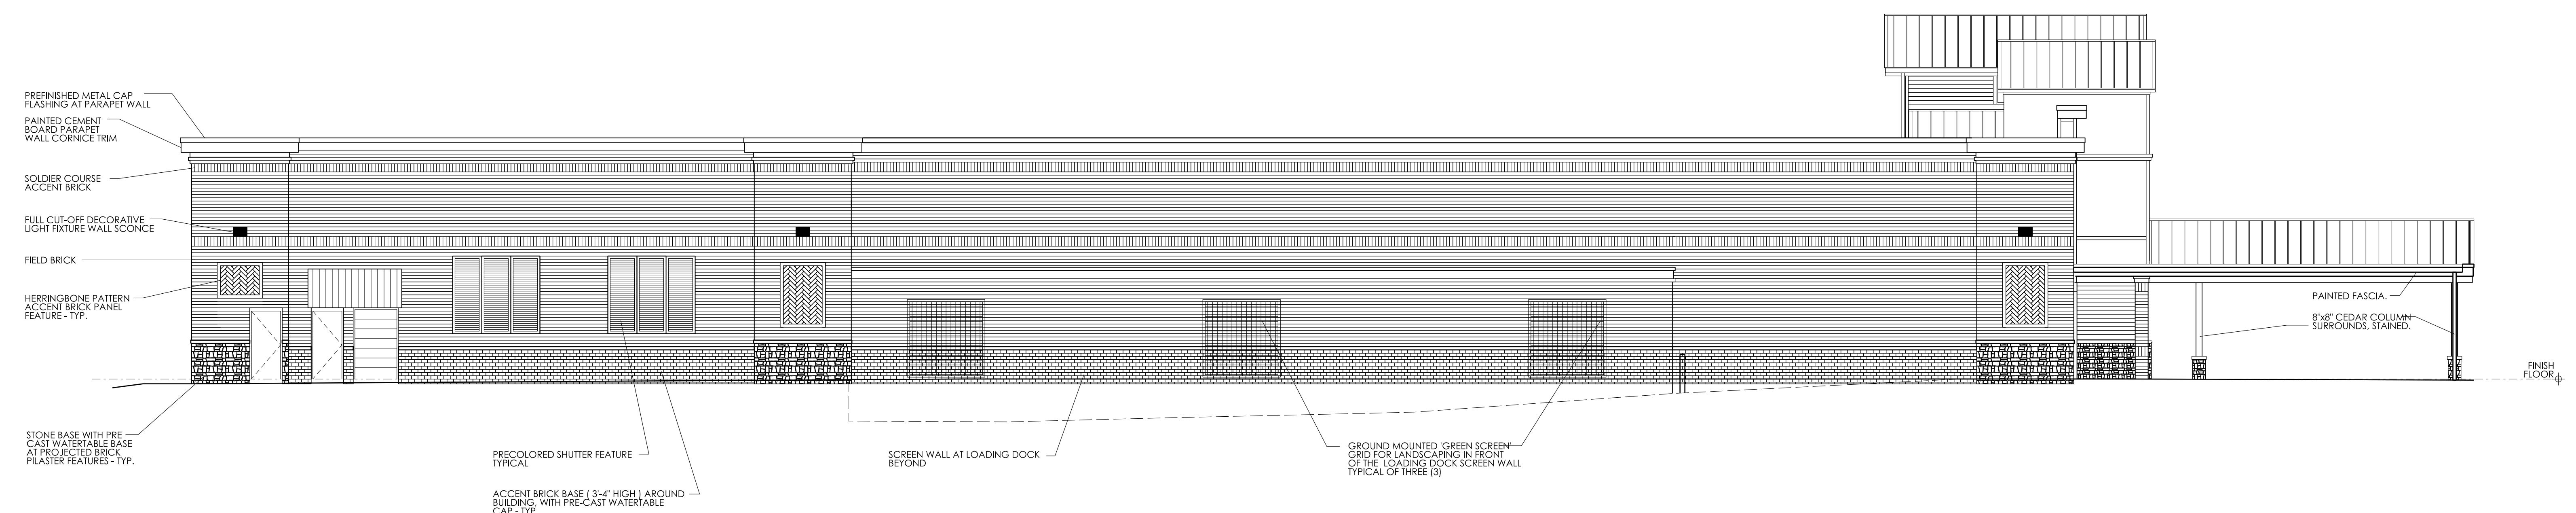 PREFINISHED METAL CAP
FLASHING AT PARAPET WALL
PAINTED CEMENT
BOARD PARAPET
WALL CORNICE TRIM
SOLDIER COURSE
ACCENT BRICK
FULL CUT-OFF DECORATIVE
LIGHT FIXTURE WALL SCONCE
FIELD BRICK
HERRINGBONE PATTERN
ACCENT BRICK PANEL
FEATURE - TYP.
STONE BASE WITH PRE
CAST WATERTABLE BASE
AT PROJECTED BRICK
PILASTER FEATURES - TYP.
PRECOLORED SHUTTER FEATURE
TYPICAL
ACCENT BRICK BASE ( 3'-4" HIGH ) AROUND
BUILDING, WITH PRE-CAST WATERTABLE
CAP - TYP
SCREEN WALL AT LOADING DOCK
BEYOND
GROUND MOUNTED 'GREEN SCREEN'
GRID FOR LANDSCAPING IN FRONT
OF THE LOADING DOCK SCREEN WALL
TYPICAL OF THREE (3)
PAINTED FASCIA.
8"x8" CEDAR COLUMN
SURROUNDS, STAINED.
FINISH
FLOOR